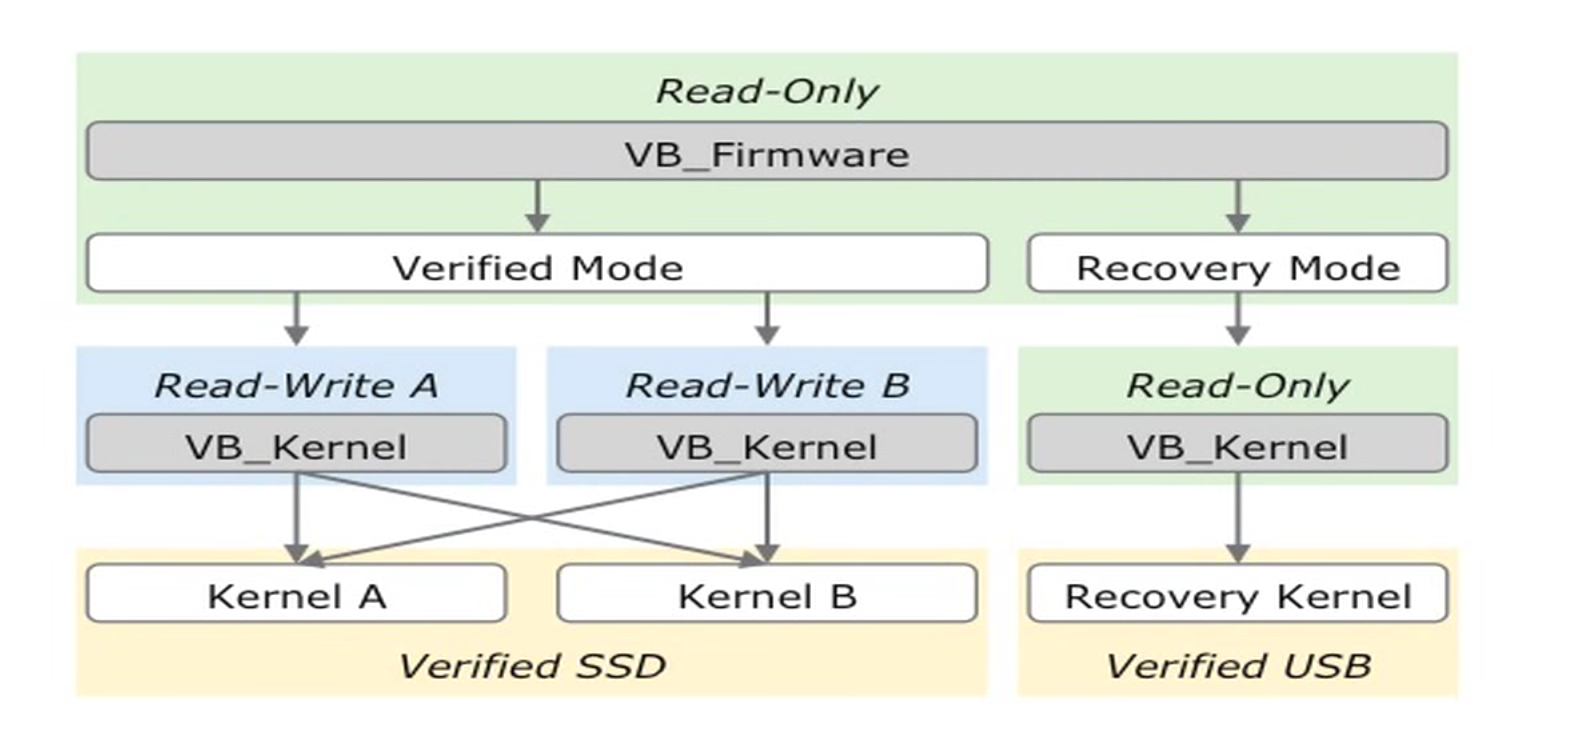 Read-Only
VB_Firmware
Verified Mode
Recovery Mode
Read-Write A
Read-Write B
Read-Only
VB_Kernel
VB_Kernel
VB_Kernel
Kernel A
Kernel B
Recovery Kernel
Verified SSD
Verified USB